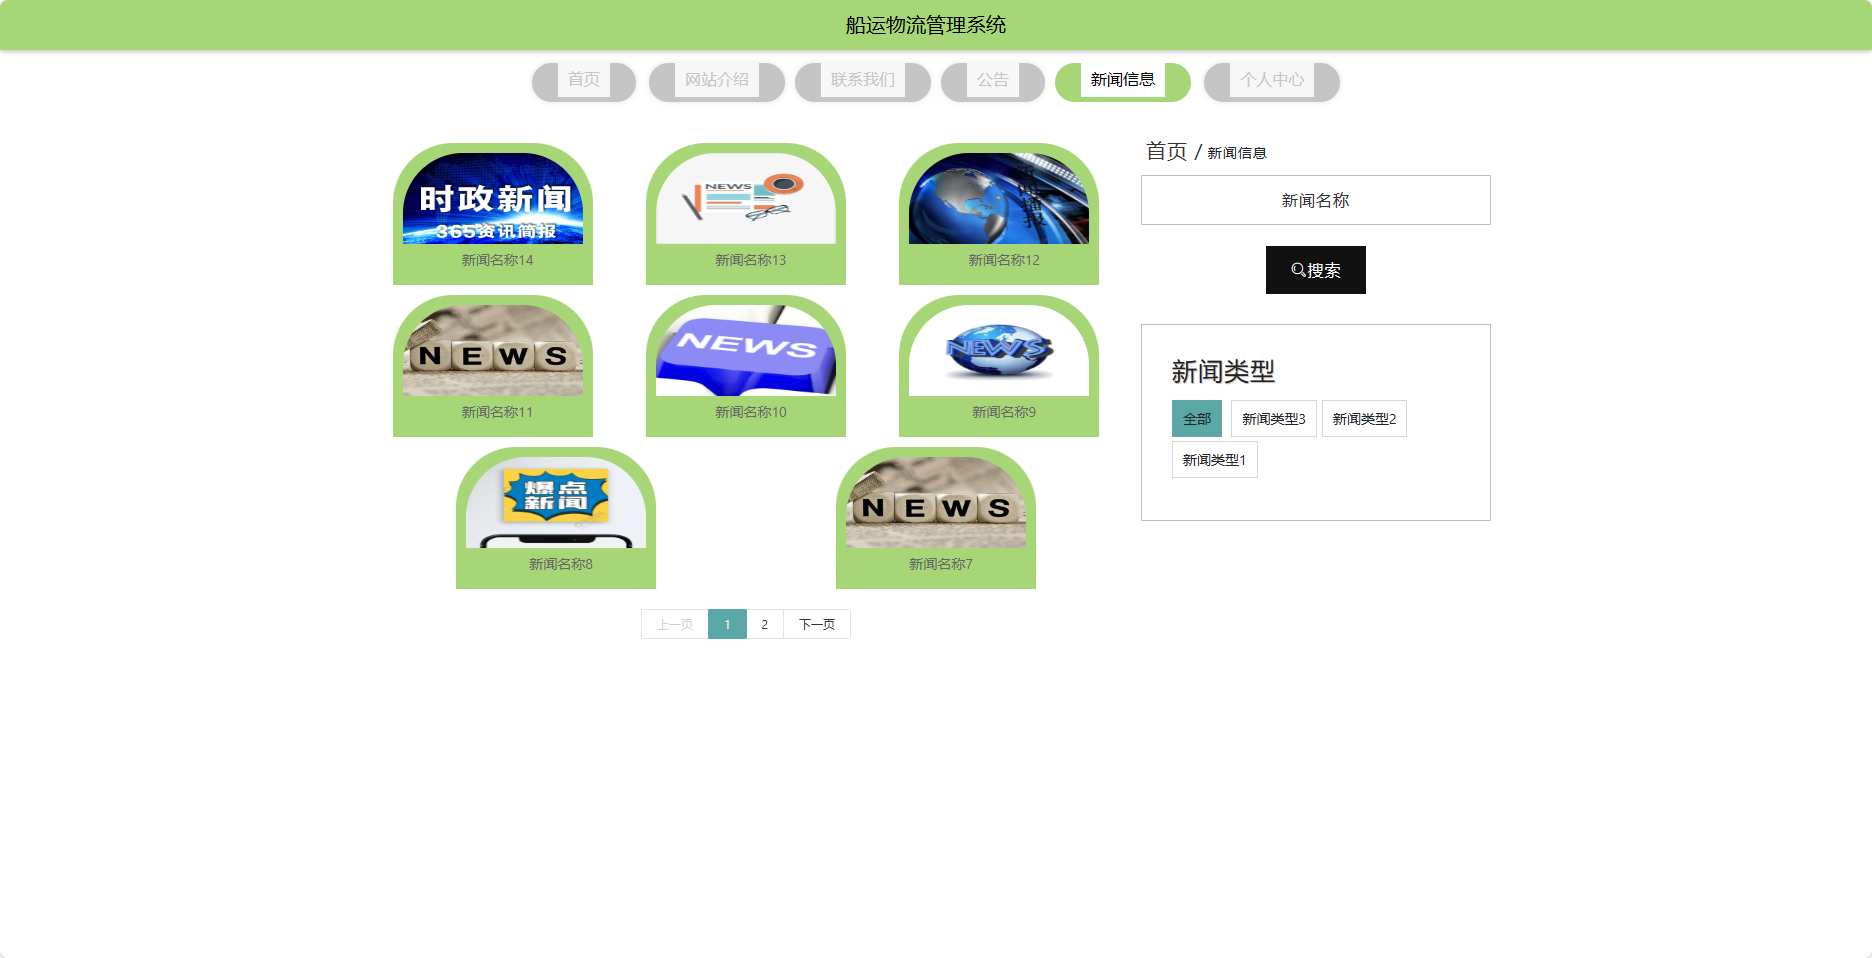 船运物流管理系统
首页 网站介绍 联系我们 公告 新闻信息 个人中心
时政新闻
365资讯简报
新闻名称14
NEWS
新闻名称13
新闻播报
新闻名称12
NEWS
新闻名称11
NEWS
新闻名称10
NEWS
新闻名称9
爆点
新闻
新闻名称8
NEWS
新闻名称7
上一页 1 2 下一页
首页 / 新闻信息
新闻名称
搜索
新闻类型
全部 新闻类型3 新闻类型2
新闻类型1